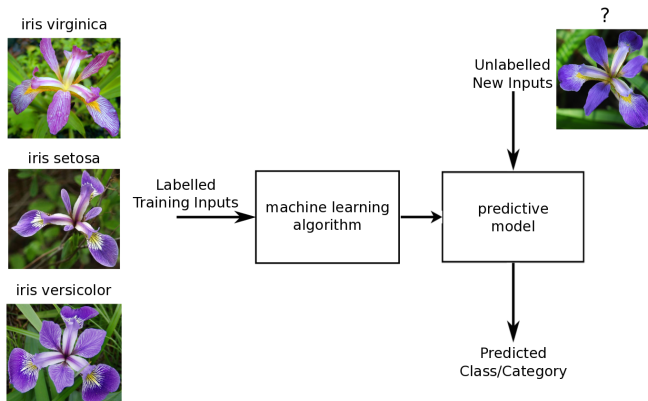 iris virginica
iris setosa
iris versicolor
Labelled
Training Inputs
machine learning
algorithm
?
Unlabelled
New Inputs
predictive
model
Predicted
Class/Category